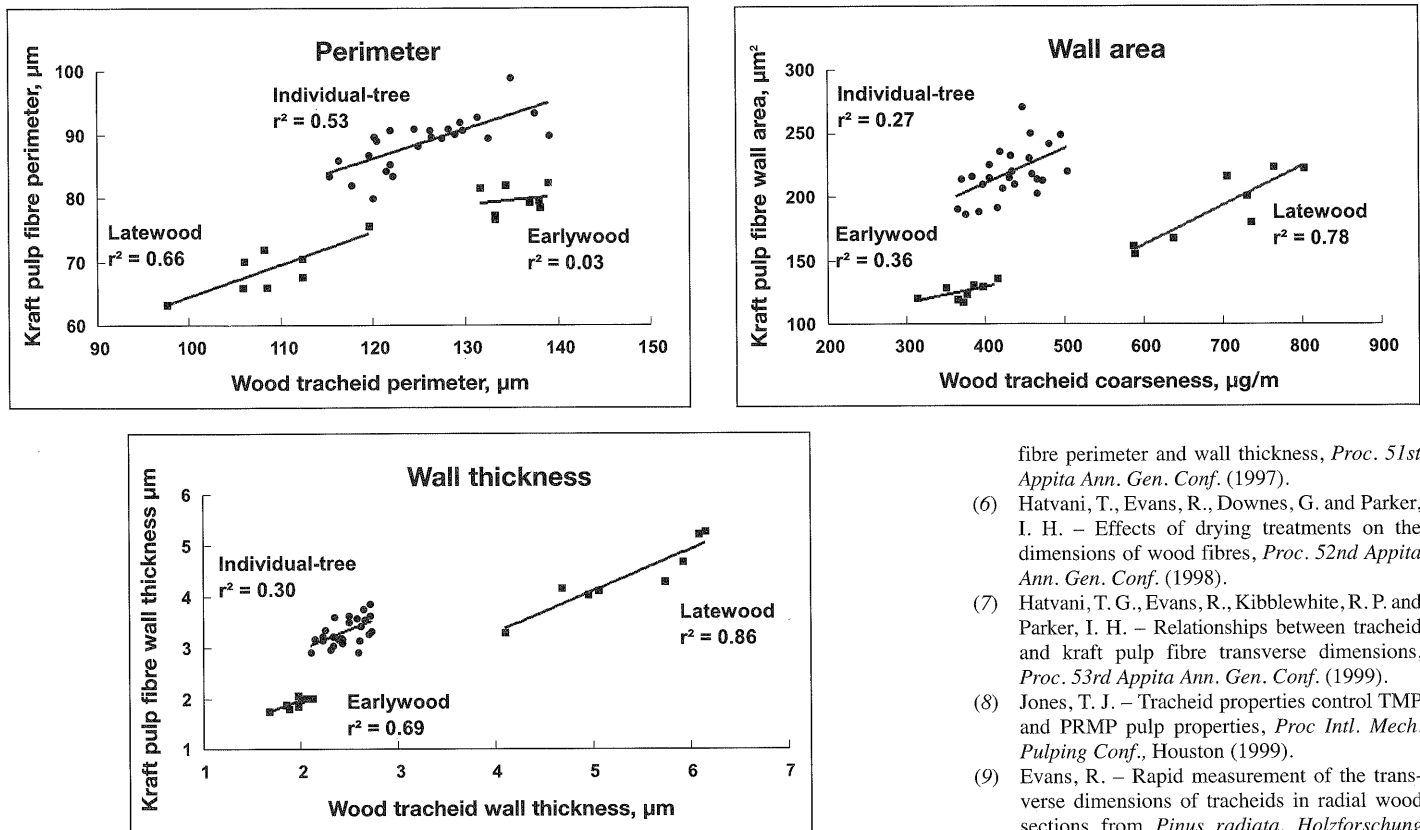 Perimeter
Kraft pulp fibre perimeter, µm
100
90
80
70
60
Individual-tree
r² = 0.53
Latewood
r² = 0.66
Earlywood
r² = 0.03
90
100
110
120
130
140
150
Wood tracheid perimeter, µm
Wall area
Kraft pulp fibre wall area, µm²
300
250
200
150
100
Individual-tree
r² = 0.27
Earlywood
r² = 0.36
Latewood
r² = 0.78
200
300
400
500
600
700
800
900
Wood tracheid coarseness, µg/m
Wall thickness
Kraft pulp fibre wall thickness µm
6
5
4
3
2
1
Individual-tree
r² = 0.30
Latewood
r² = 0.86
Earlywood
r² = 0.69
1
2
3
4
5
6
7
Wood tracheid wall thickness, µm
fibre perimeter and wall thickness, Proc. 51st
Appita Ann. Gen. Conf. (1997).
(6) Hatvani, T., Evans, R., Downes, G. and Parker,
I. H. – Effects of drying treatments on the
dimensions of wood fibres, Proc. 52nd Appita
Ann. Gen. Conf. (1998).
(7) Hatvani, T. G., Evans, R., Kibblewhite, R. P. and
Parker, I. H. – Relationships between tracheid
and kraft pulp fibre transverse dimensions,
Proc. 53rd Appita Ann. Gen. Conf. (1999).
(8) Jones, T. J. – Tracheid properties control TMP
and PRMP pulp properties, Proc Intl. Mech.
Pulping Conf., Houston (1999).
(9) Evans, R. – Rapid measurement of the trans-
verse dimensions of tracheids in radial wood
sections from Pinus radiata, Holzforschung